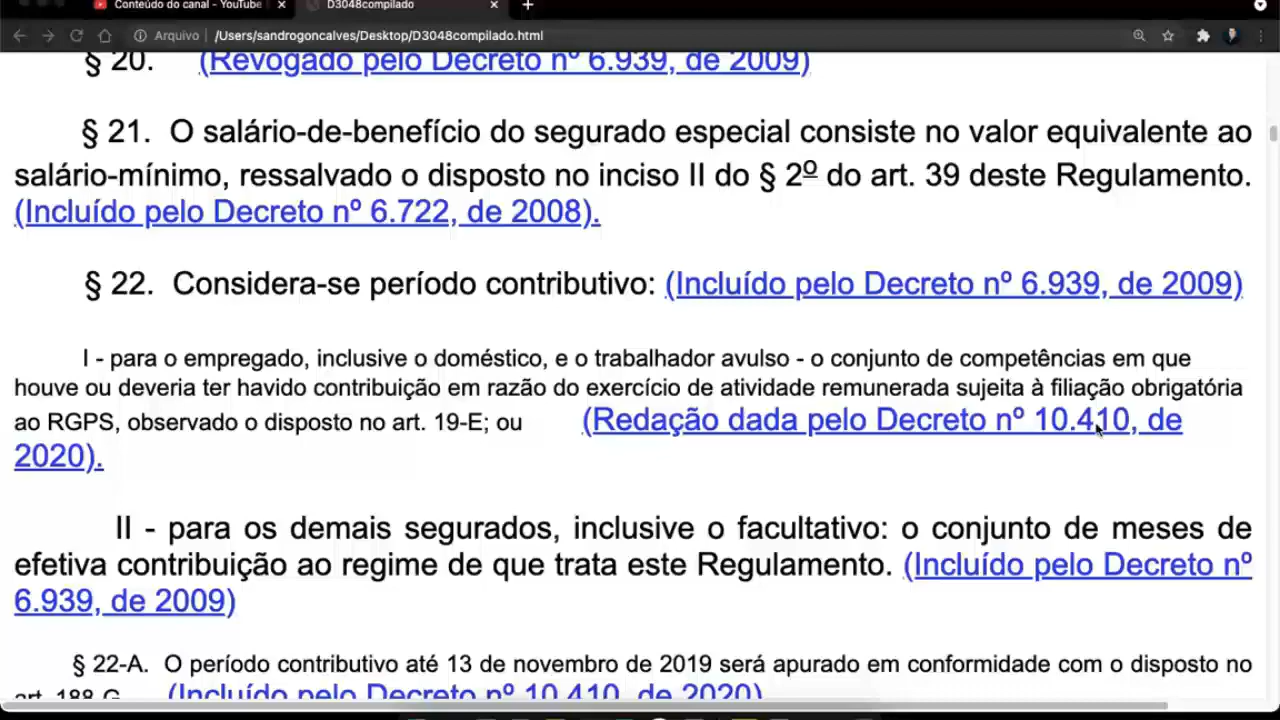 Conteúdo do canal - YouTube
D3048compilado
Arquivo | /Users/sandrogoncalves/Desktop/D3048compilado.html
§ 20. (Revogado pelo Decreto nº 6.939, de 2009)
§ 21. O salário-de-benefício do segurado especial consiste no valor equivalente ao
salário-mínimo, ressalvado o disposto no inciso II do § 2º do art. 39 deste Regulamento.
(Incluído pelo Decreto nº 6.722, de 2008).
§ 22. Considera-se período contributivo: (Incluído pelo Decreto nº 6.939, de 2009)
I - para o empregado, inclusive o doméstico, e o trabalhador avulso - o conjunto de competências em que
houve ou deveria ter havido contribuição em razão do exercício de atividade remunerada sujeita à filiação obrigatória
ao RGPS, observado o disposto no art. 19-E; ou (Redação dada pelo Decreto nº 10.410, de
2020).
II - para os demais segurados, inclusive o facultativo: o conjunto de meses de
efetiva contribuição ao regime de que trata este Regulamento. (Incluído pelo Decreto nº
6.939, de 2009)
§ 22-A. O período contributivo até 13 de novembro de 2019 será apurado em conformidade com o disposto no
art. 188-G (Incluído pelo Decreto nº 10.410, de 2020)